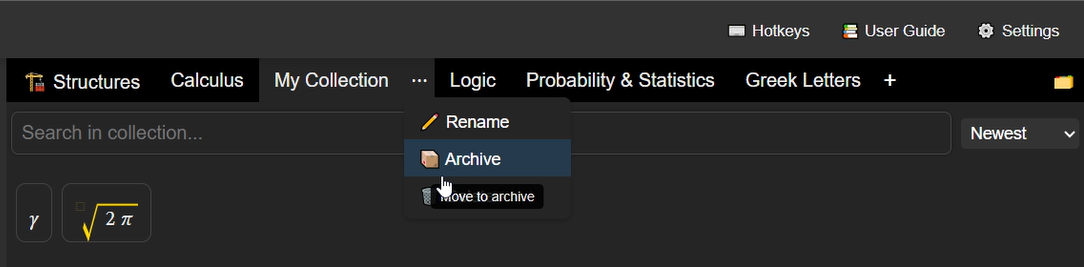 Hotkeys User Guide Settings
Structures Calculus My Collection ... Logic Probability & Statistics Greek Letters +
Search in collection... Newest
Rename
Archive
Move to archive
γ √2 π